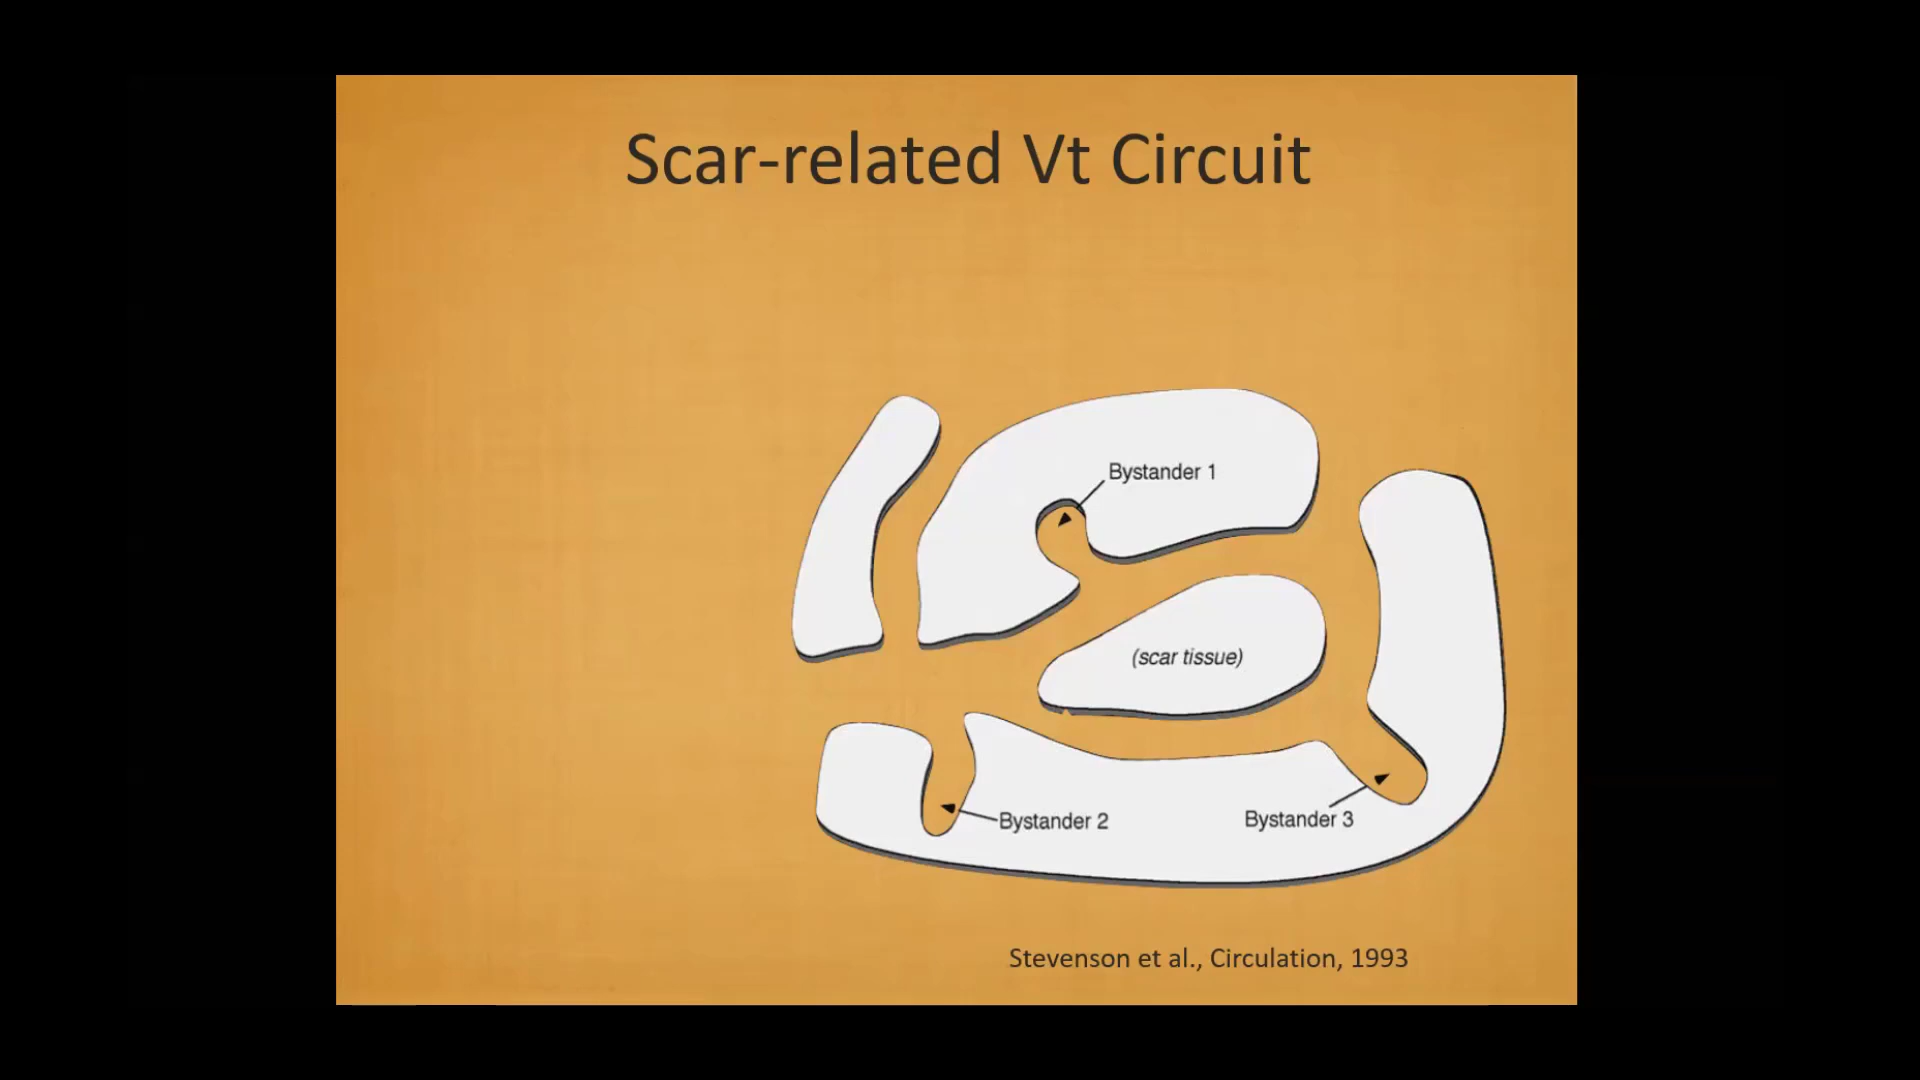 Scar-related Vt Circuit
Bystander 1
(scar tissue)
Bystander 2
Bystander 3
Stevenson et al., Circulation, 1993